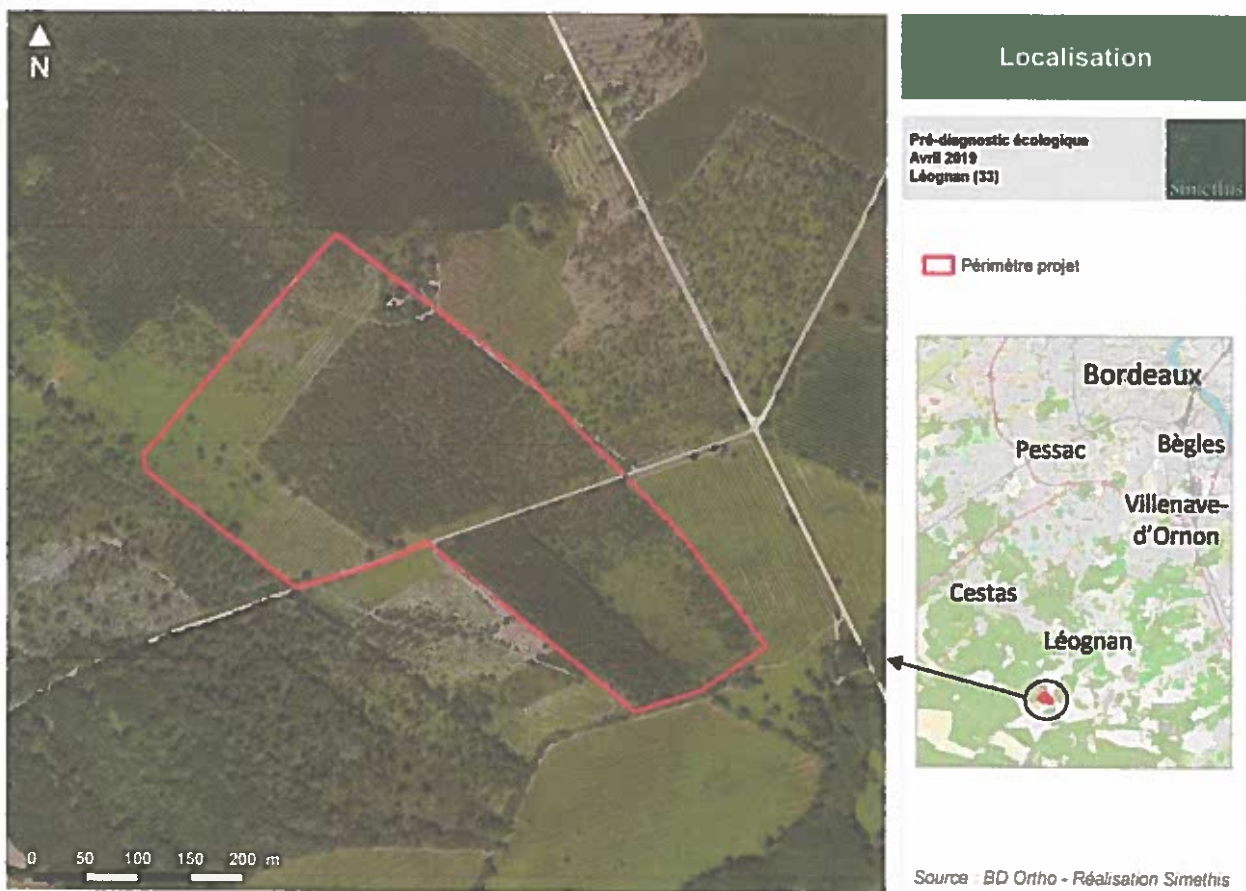 N
0 50 100 150 200 m
Localisation
Pré-diagnostic écologique
Avril 2019
Léognan (33)
Simethis
Périmètre projet
Bordeaux
Pessac
Bègles
Villenave-
d'Ornon
Cestas
Léognan
Source : BD Ortho - Réalisation Simethis